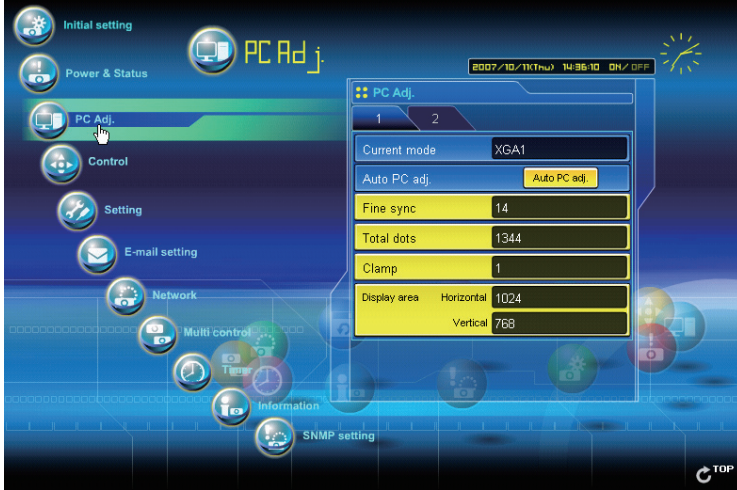 Initial setting
Power & Status
PC Adj.
Control
Setting
E-mail setting
Network
Multi control
Timer
Information
SNMP setting
PC Adj.
2007/10/11(Thu) 14:36:10 ON/OFF
PC Adj.
1 2
Current mode XGA1
Auto PC adj. Auto PC adj.
Fine sync 14
Total dots 1344
Clamp 1
Display area Horizontal 1024
Vertical 768
TOP